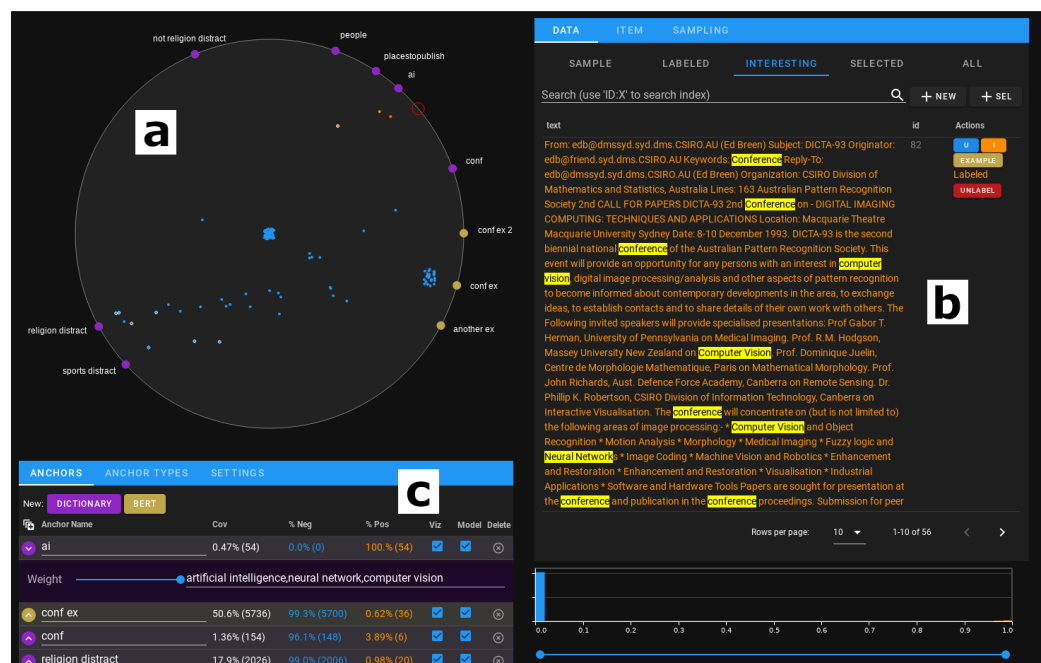 not religion distract
people
placestopublish
ai
conf
conf ex 2
conf ex
another ex
religion distract
sports distract
a
ANCHORS ANCHOR TYPES SETTINGS
c
New: DICTIONARY BERT
Anchor Name Cov % Neg % Pos Viz Model Delete
ai 0.47% (54) 0.0% (0) 100.% (54)
Weight artificial intelligence,neural network,computer vision
conf ex 50.6% (5736) 99.3% (5700) 0.62% (36)
conf 1.36% (154) 96.1% (148) 3.89% (6)
religion distract 17.9% (2026) 99.0% (2006) 0.98% (20)
DATA ITEM SAMPLING
SAMPLE LABELED INTERESTING SELECTED ALL
Search (use 'ID:X' to search index) + NEW + SEL
text id Actions
From: edb@dmssyd.syd.dms.CSIRO.AU (Ed Breen) Subject: DICTA-93 Originator: 82 U I
edb@friend.syd.dms.CSIRO.AU Keywords: Conference Reply-To: EXAMPLE
edb@dmssyd.syd.dms.CSIRO.AU (Ed Breen) Organization: CSIRO Division of Labeled
Mathematics and Statistics, Australia Lines: 163 Australian Pattern Recognition UNLABEL
Society 2nd CALL FOR PAPERS DICTA-93 2nd Conference on - DIGITAL IMAGING
COMPUTING: TECHNIQUES AND APPLICATIONS Location: Macquarie Theatre
Macquarie University Sydney Date: 8-10 December 1993. DICTA-93 is the second
biennial national conference of the Australian Pattern Recognition Society. This
event will provide an opportunity for any persons with an interest in computer
vision, digital image processing/analysis and other aspects of pattern recognition
to become informed about contemporary developments in the area, to exchange
ideas, to establish contacts and to share details of their own work with others. The
Following invited speakers will provide specialised presentations: Prof Gabor T.
Herman, University of Pennsylvania on Medical Imaging. Prof. R.M. Hodgson,
Massey University New Zealand on Computer Vision. Prof. Dominique Juelin,
Centre de Morphologie Mathematique, Paris on Mathematical Morphology. Prof.
John Richards, Aust. Defence Force Academy, Canberra on Remote Sensing. Dr.
Phillip K. Robertson, CSIRO Division of Information Technology, Canberra on
Interactive Visualisation. The conference will concentrate on (but is not limited to)
the following areas of image processing:- * Computer Vision and Object
Recognition * Motion Analysis * Morphology * Medical Imaging * Fuzzy logic and
Neural Networks * Image Coding * Machine Vision and Robotics * Enhancement
and Restoration * Enhancement and Restoration * Visualisation * Industrial
Applications * Software and Hardware Tools Papers are sought for presentation at
the conference and publication in the conference proceedings. Submission for peer
b
Rows per page: 10 1-10 of 56
0.0 0.1 0.2 0.3 0.4 0.5 0.6 0.7 0.8 0.9 1.0